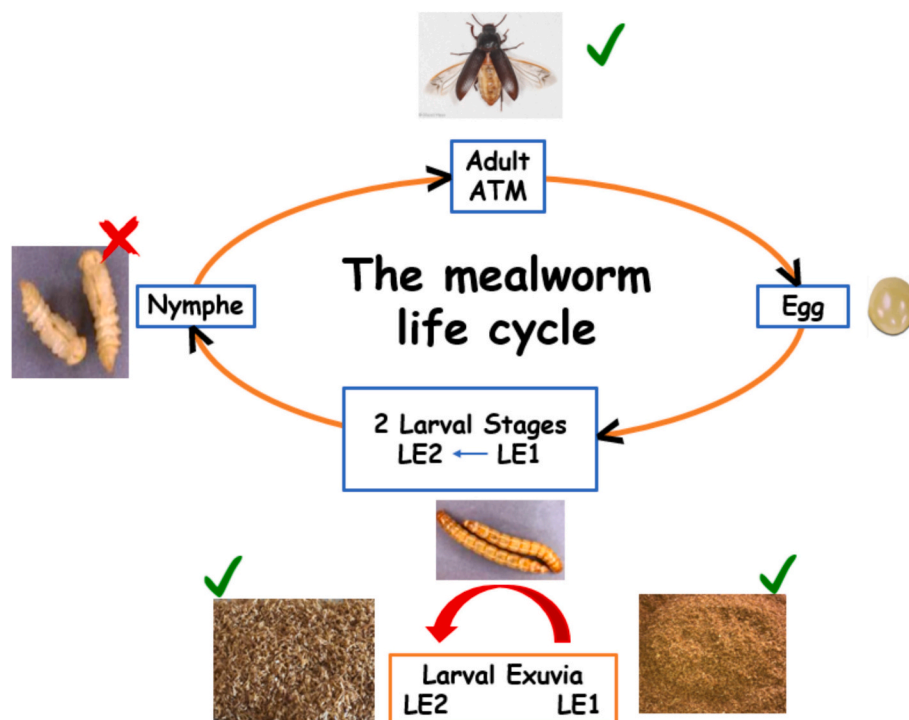 Adult
ATM
The mealworm
life cycle
Nymphe
Egg
2 Larval Stages
LE2 LE1
Larval Exuvia
LE2 LE1